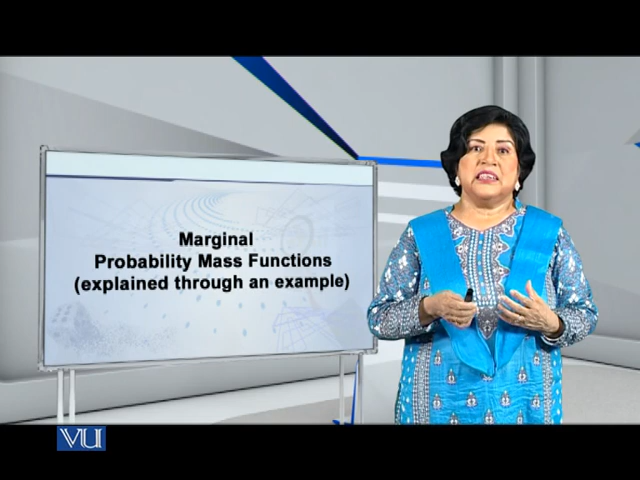 Marginal
Probability Mass Functions
(explained through an example)
VU